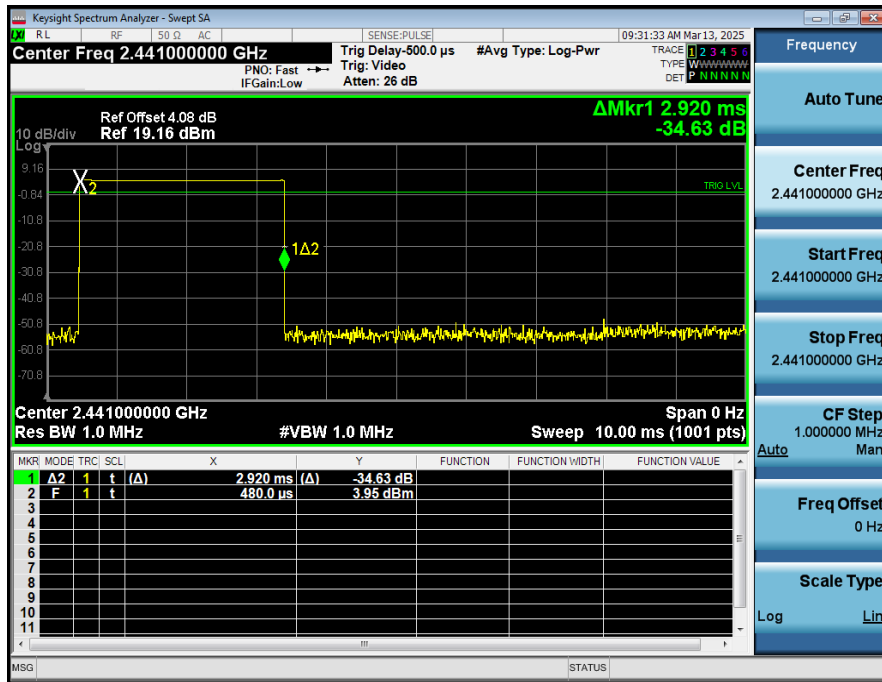 Keysight Spectrum Analyzer - Swept SA
LXI RL RF 50 Ω AC SENSE:PULSE 09:31:33 AM Mar 13, 2025
Center Freq 2.441000000 GHz
PNO: Fast
IFGain:Low
Trig Delay-500.0 µs
Trig: Video
Atten: 26 dB
#Avg Type: Log-Pwr
TRACE 1 2 3 4 5 6
TYPE WWWWWW
DET P N N N N N
Ref Offset 4.08 dB
10 dB/div Ref 19.16 dBm
Log
ΔMkr1 2.920 ms
-34.63 dB
9.16
-0.84
-10.8
-20.8
-30.8
-40.8
-50.8
-60.8
-70.8
X2
TRIG LVL
1Δ2
Center 2.441000000 GHz Span 0 Hz
Res BW 1.0 MHz #VBW 1.0 MHz Sweep 10.00 ms (1001 pts)
MKR MODE TRC SCL X Y FUNCTION FUNCTION WIDTH FUNCTION VALUE
1 Δ2 1 t (Δ) 2.920 ms (Δ) -34.63 dB
2 F 1 t 480.0 µs 3.95 dBm
3
4
5
6
7
8
9
10
11
MSG STATUS
Frequency
Auto Tune
Center Freq
2.441000000 GHz
Start Freq
2.441000000 GHz
Stop Freq
2.441000000 GHz
CF Step
1.000000 MHz
Auto Man
Freq Offset
0 Hz
Scale Type
Log Lin